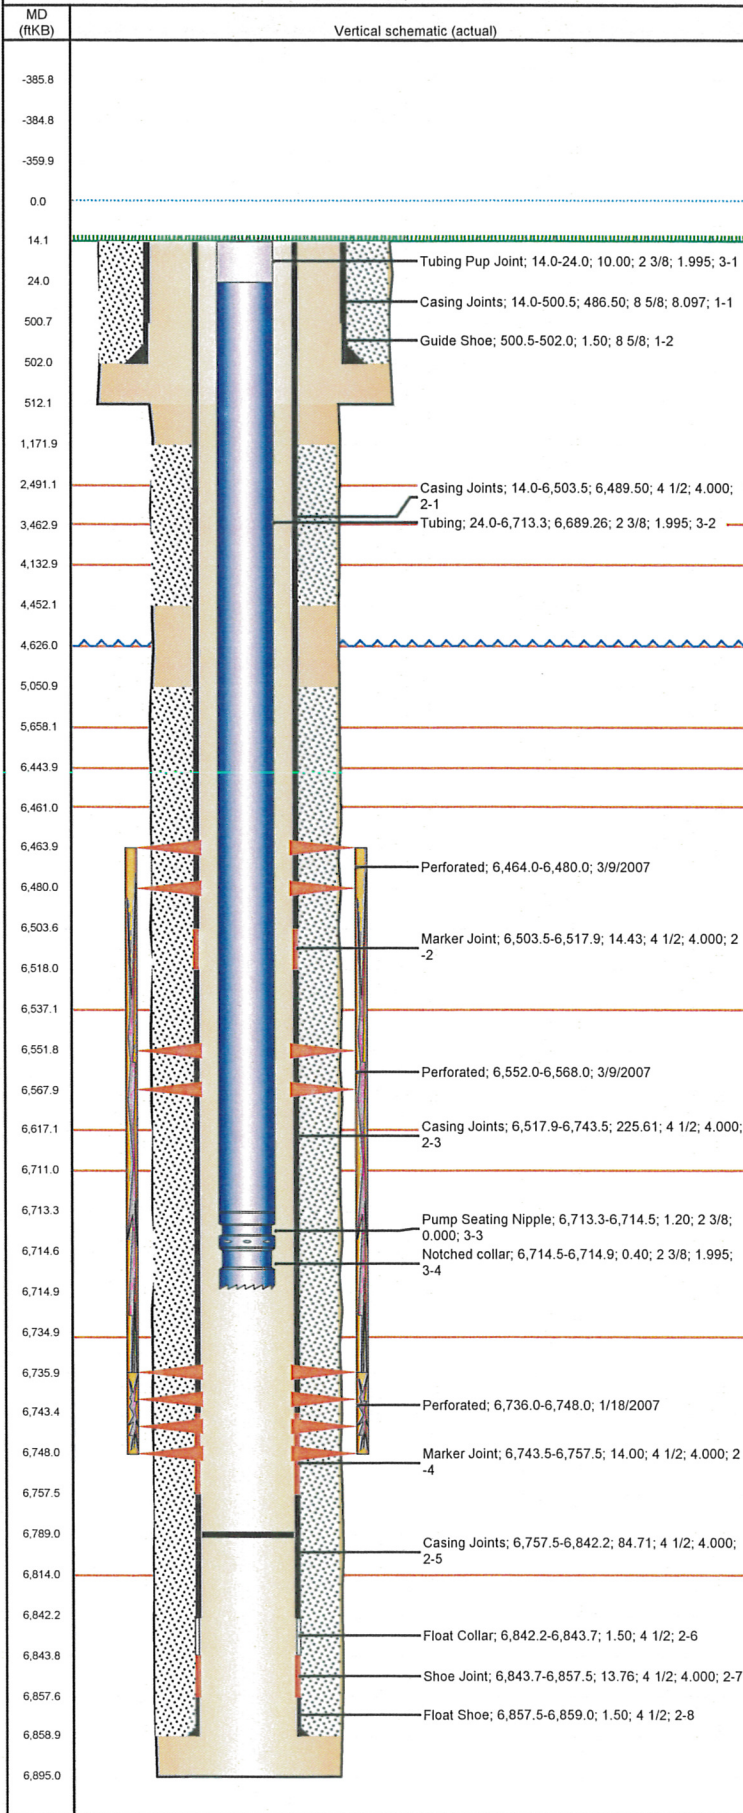 MD
(ftKB)
Vertical schematic (actual)
-385.8
-384.8
-359.9
0.0
14.1
Tubing Pup Joint; 14.0-24.0; 10.00; 2 3/8; 1.995; 3-1
24.0
Casing Joints; 14.0-500.5; 486.50; 8 5/8; 8.097; 1-1
500.7
Guide Shoe; 500.5-502.0; 1.50; 8 5/8; 1-2
502.0
512.1
1,171.9
2,491.1
Casing Joints; 14.0-6,503.5; 6,489.50; 4 1/2; 4.000;
2-1
3,462.9
Tubing; 24.0-6,713.3; 6,689.26; 2 3/8; 1.995; 3-2
4,132.9
4,452.1
4,626.0
5,050.9
5,658.1
6,443.9
6,461.0
6,463.9
Perforated; 6,464.0-6,480.0; 3/9/2007
6,480.0
6,503.6
Marker Joint; 6,503.5-6,517.9; 14.43; 4 1/2; 4.000; 2
-2
6,518.0
6,537.1
6,551.8
Perforated; 6,552.0-6,568.0; 3/9/2007
6,567.9
6,617.1
Casing Joints; 6,517.9-6,743.5; 225.61; 4 1/2; 4.000;
2-3
6,711.0
6,713.3
Pump Seating Nipple; 6,713.3-6,714.5; 1.20; 2 3/8;
0.000; 3-3
6,714.6
Notched collar; 6,714.5-6,714.9; 0.40; 2 3/8; 1.995;
3-4
6,714.9
6,734.9
6,735.9
Perforated; 6,736.0-6,748.0; 1/18/2007
6,743.4
6,748.0
Marker Joint; 6,743.5-6,757.5; 14.00; 4 1/2; 4.000; 2
-4
6,757.5
6,789.0
Casing Joints; 6,757.5-6,842.2; 84.71; 4 1/2; 4.000;
2-5
6,814.0
6,842.2
Float Collar; 6,842.2-6,843.7; 1.50; 4 1/2; 2-6
6,843.8
Shoe Joint; 6,843.7-6,857.5; 13.76; 4 1/2; 4.000; 2-7
6,857.6
Float Shoe; 6,857.5-6,859.0; 1.50; 4 1/2; 2-8
6,858.9
6,895.0